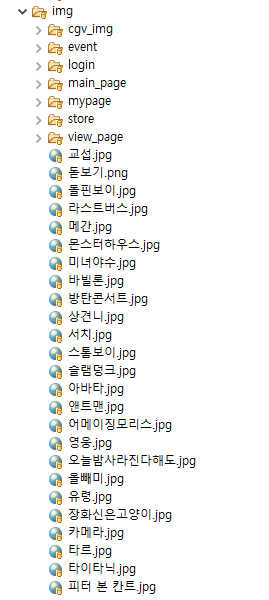 img
cgv_img
event
login
main_page
mypage
store
view_page
교섭.jpg
돋보기.png
돌핀보이.jpg
라스트버스.jpg
메간.jpg
몬스터하우스.jpg
미녀야수.jpg
바빌론.jpg
방탄콘서트.jpg
상견니.jpg
서치.jpg
스톰보이.jpg
슬램덩크.jpg
아바타.jpg
앤트맨.jpg
어메이징모리스.jpg
영웅.jpg
오늘밤사라진다해도.jpg
올빼미.jpg
유령.jpg
장화신은고양이.jpg
카메라.jpg
타르.jpg
타이타닉.jpg
피터 본 칸트.jpg